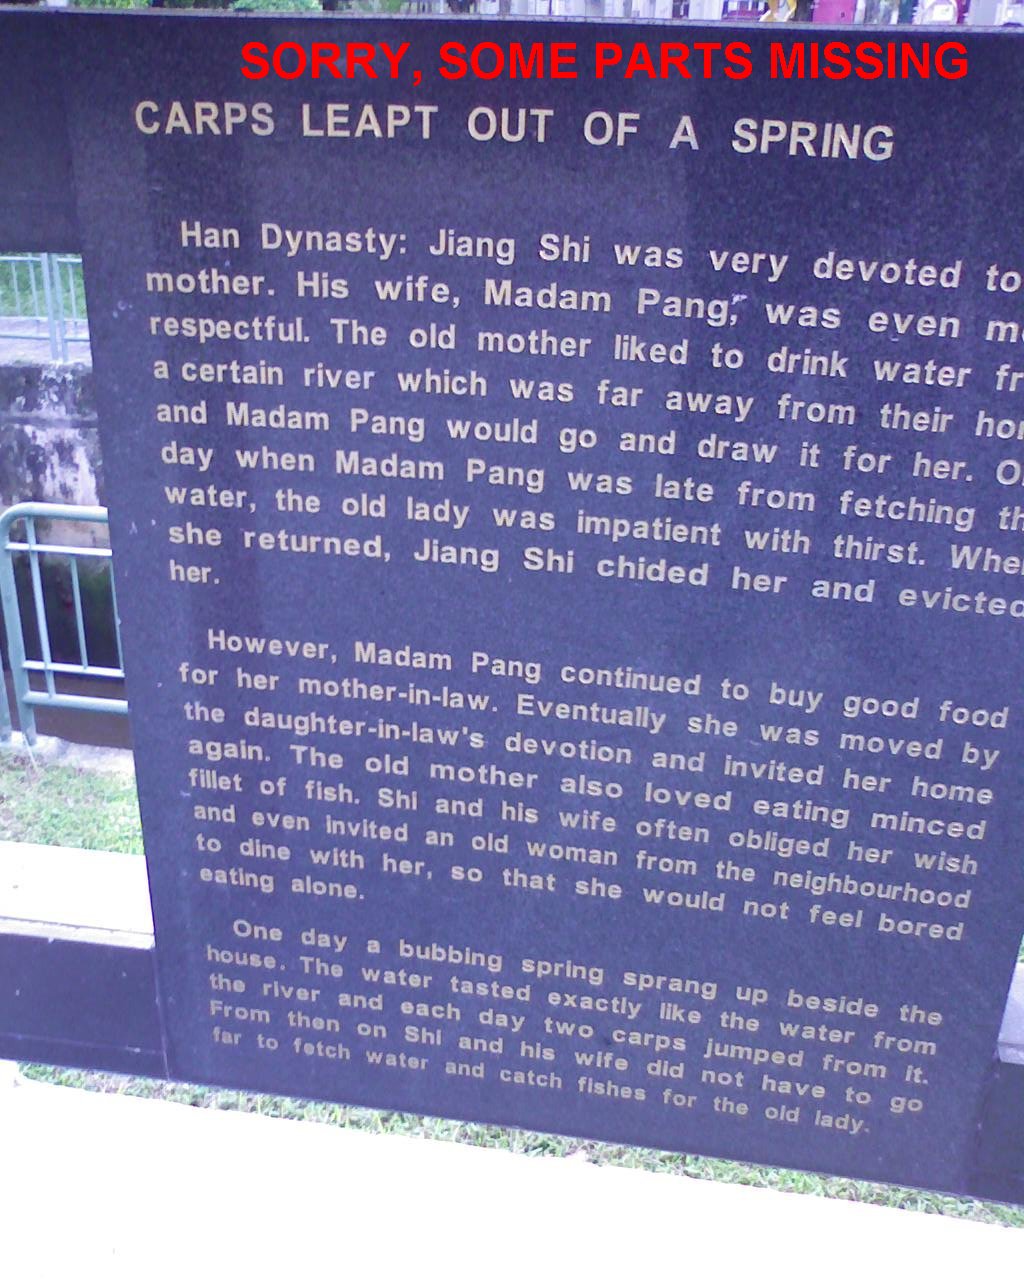 SORRY, SOME PARTS MISSING
CARPS LEAPT OUT OF A SPRING
Han Dynasty: Jiang Shi was very devoted to
mother. His wife, Madam Pang, was even mo
respectful. The old mother liked to drink water fr
a certain river which was far away from their hom
and Madam Pang would go and draw it for her. O
day when Madam Pang was late from fetching th
water, the old lady was impatient with thirst. Whe
she returned, Jiang Shi chided her and evicted
her.
However, Madam Pang continued to buy good food
for her mother-in-law. Eventually she was moved by
the daughter-in-law's devotion and invited her home
again. The old mother also loved eating minced
fillet of fish. Shi and his wife often obliged her wish
and even invited an old woman from the neighbourhood
to dine with her, so that she would not feel bored
eating alone.
One day a bubbing spring sprang up beside the
house. The water tasted exactly like the water from
the river and each day two carps jumped from it.
From then on Shi and his wife did not have to go
far to fetch water and catch fishes for the old lady.